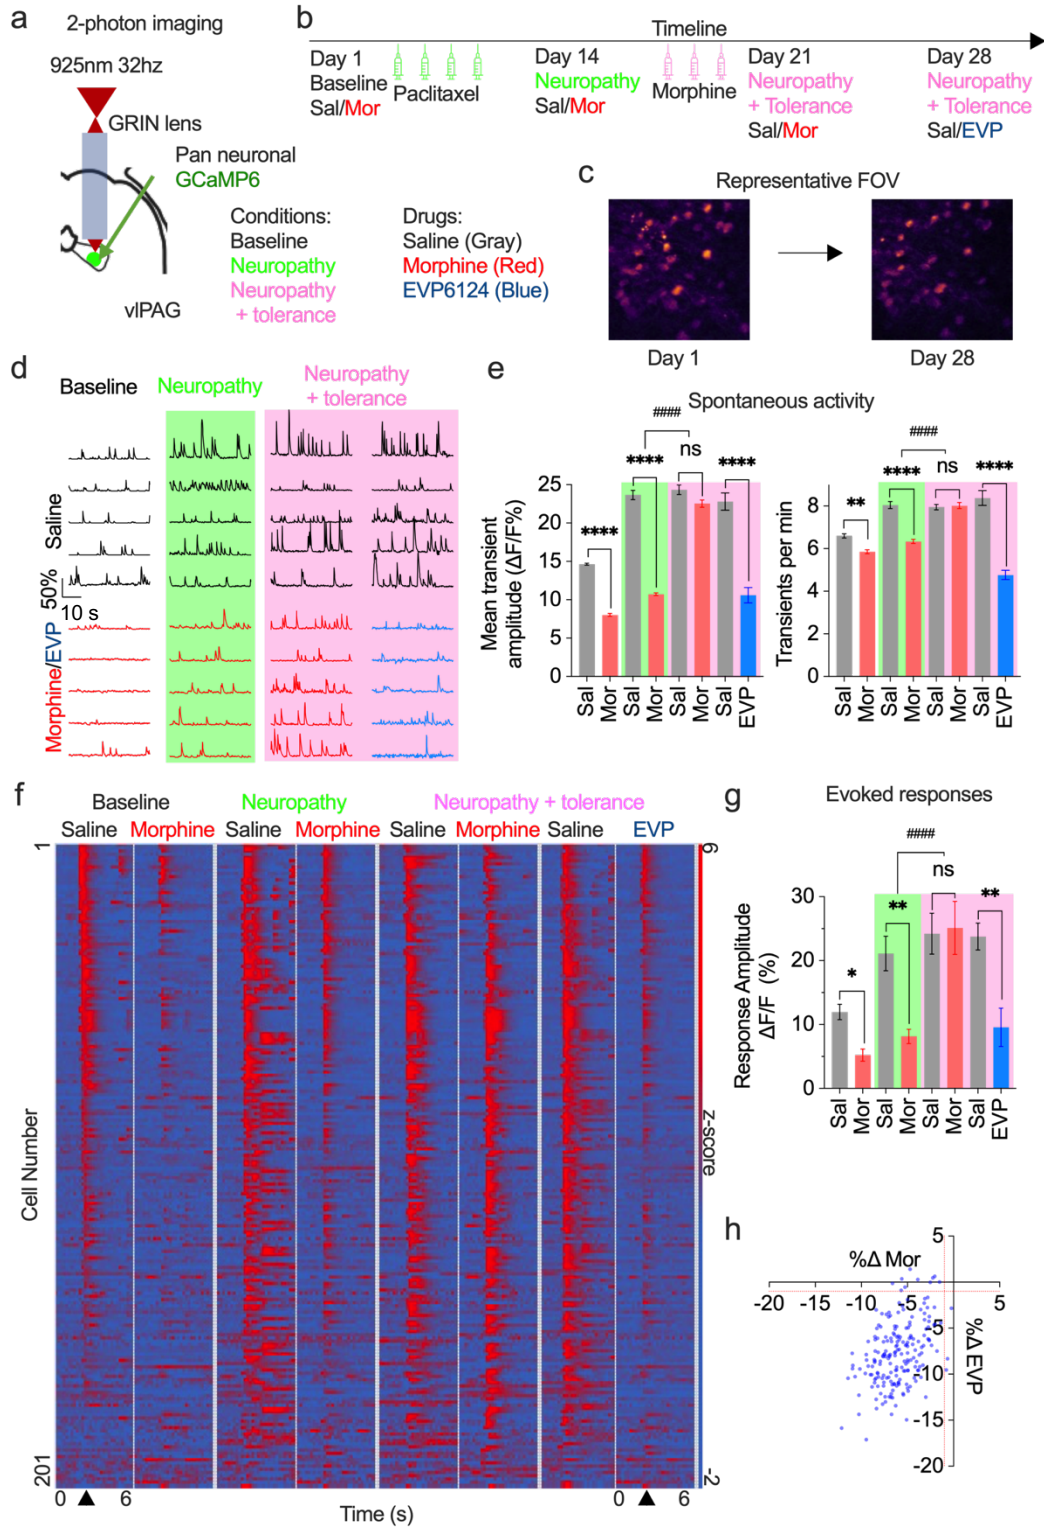 a
2-photon imaging
925nm 32hz
GRIN lens
Pan neuronal
GCaMP6
vlPAG
Conditions:
Baseline
Neuropathy
Neuropathy
+ tolerance
Drugs:
Saline (Gray)
Morphine (Red)
EVP6124 (Blue)
b
Timeline
Day 1
Baseline
Sal/Mor
Paclitaxel
Day 14
Neuropathy
Sal/Mor
Morphine
Day 21
Neuropathy
+ Tolerance
Sal/Mor
Day 28
Neuropathy
+ Tolerance
Sal/EVP
c
Representative FOV
Day 1
Day 28
d
Baseline
Neuropathy
Neuropathy
+ tolerance
Saline
50%
10 s
Morphine/EVP
e
Spontaneous activity
####
ns
****
****
****
25
20
15
10
5
0
Mean transient
amplitude (ΔF/F%)
Sal
Mor
Sal
Mor
Sal
Mor
Sal
EVP
####
ns
**
****
****
8
6
4
2
0
Transients per min
Sal
Mor
Sal
Mor
Sal
Mor
Sal
EVP
f
Baseline
Neuropathy
Neuropathy + tolerance
Saline
Morphine
Saline
Morphine
Saline
Morphine
Saline
EVP
1
201
Cell Number
6
z-score
-2
0
6
Time (s)
0
6
g
Evoked responses
####
ns
*
**
**
30
20
10
0
Response Amplitude
ΔF/F (%)
Sal
Mor
Sal
Mor
Sal
Mor
Sal
EVP
h
%Δ Mor
-20
-15
-10
-5
5
%Δ EVP
5
-5
-10
-15
-20